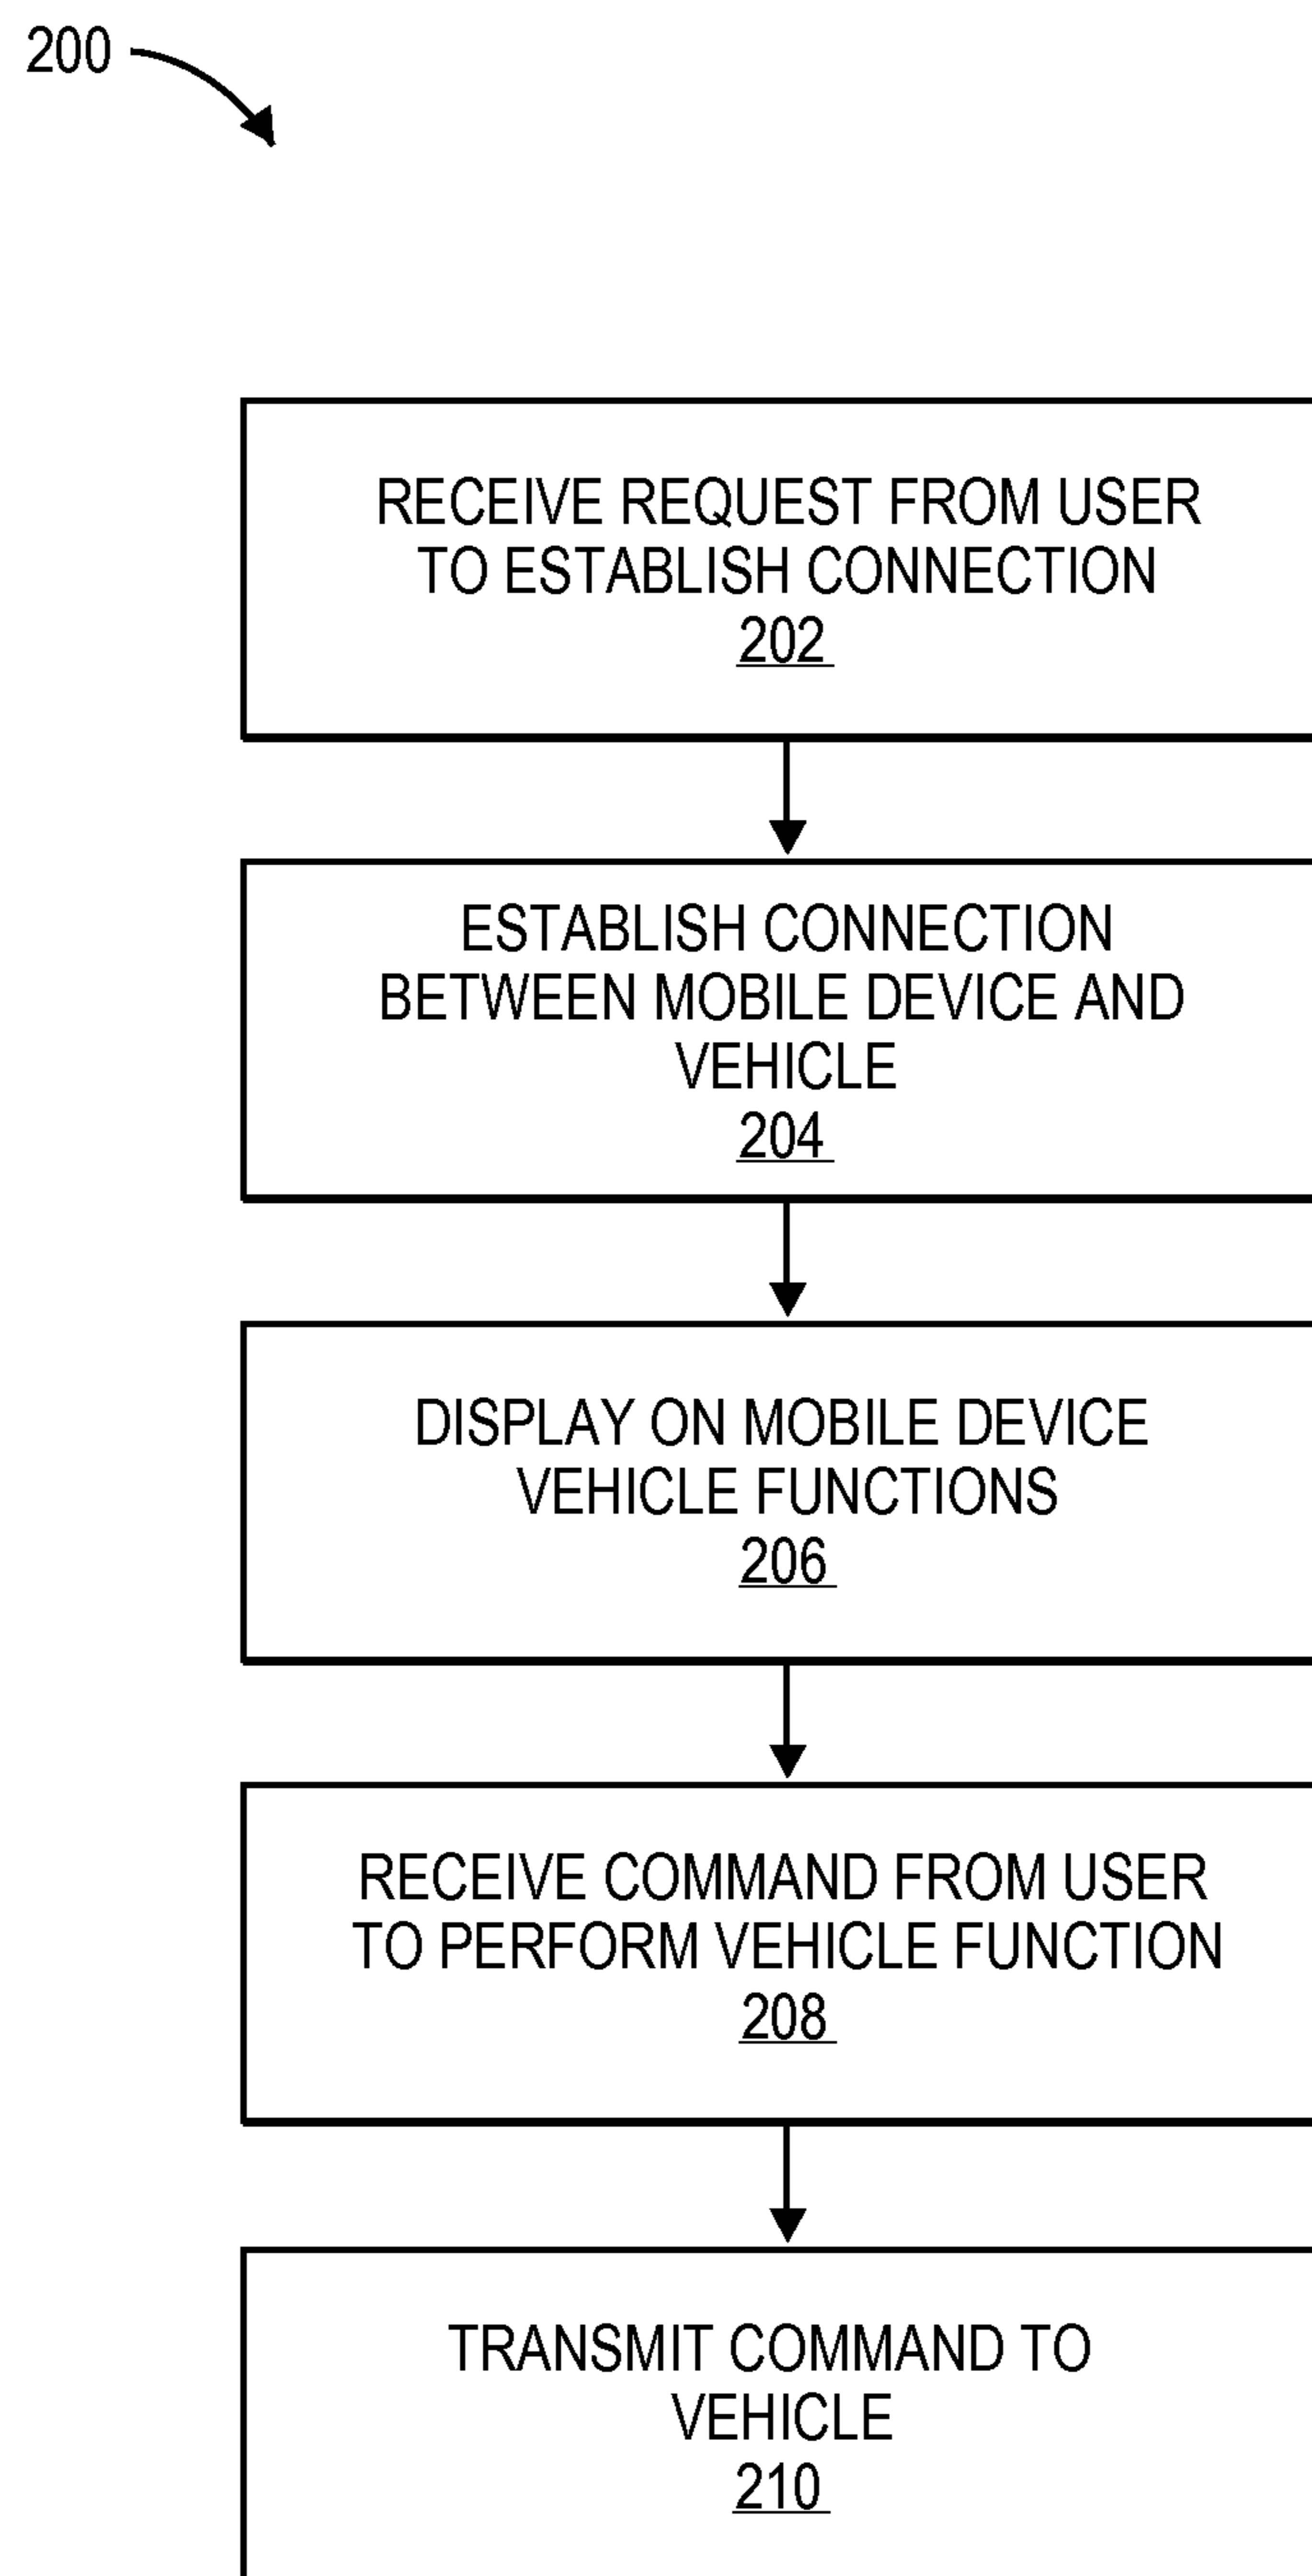 200
RECEIVE REQUEST FROM USER
TO ESTABLISH CONNECTION
202
ESTABLISH CONNECTION
BETWEEN MOBILE DEVICE AND
VEHICLE
204
DISPLAY ON MOBILE DEVICE
VEHICLE FUNCTIONS
206
RECEIVE COMMAND FROM USER
TO PERFORM VEHICLE FUNCTION
208
TRANSMIT COMMAND TO
VEHICLE
210